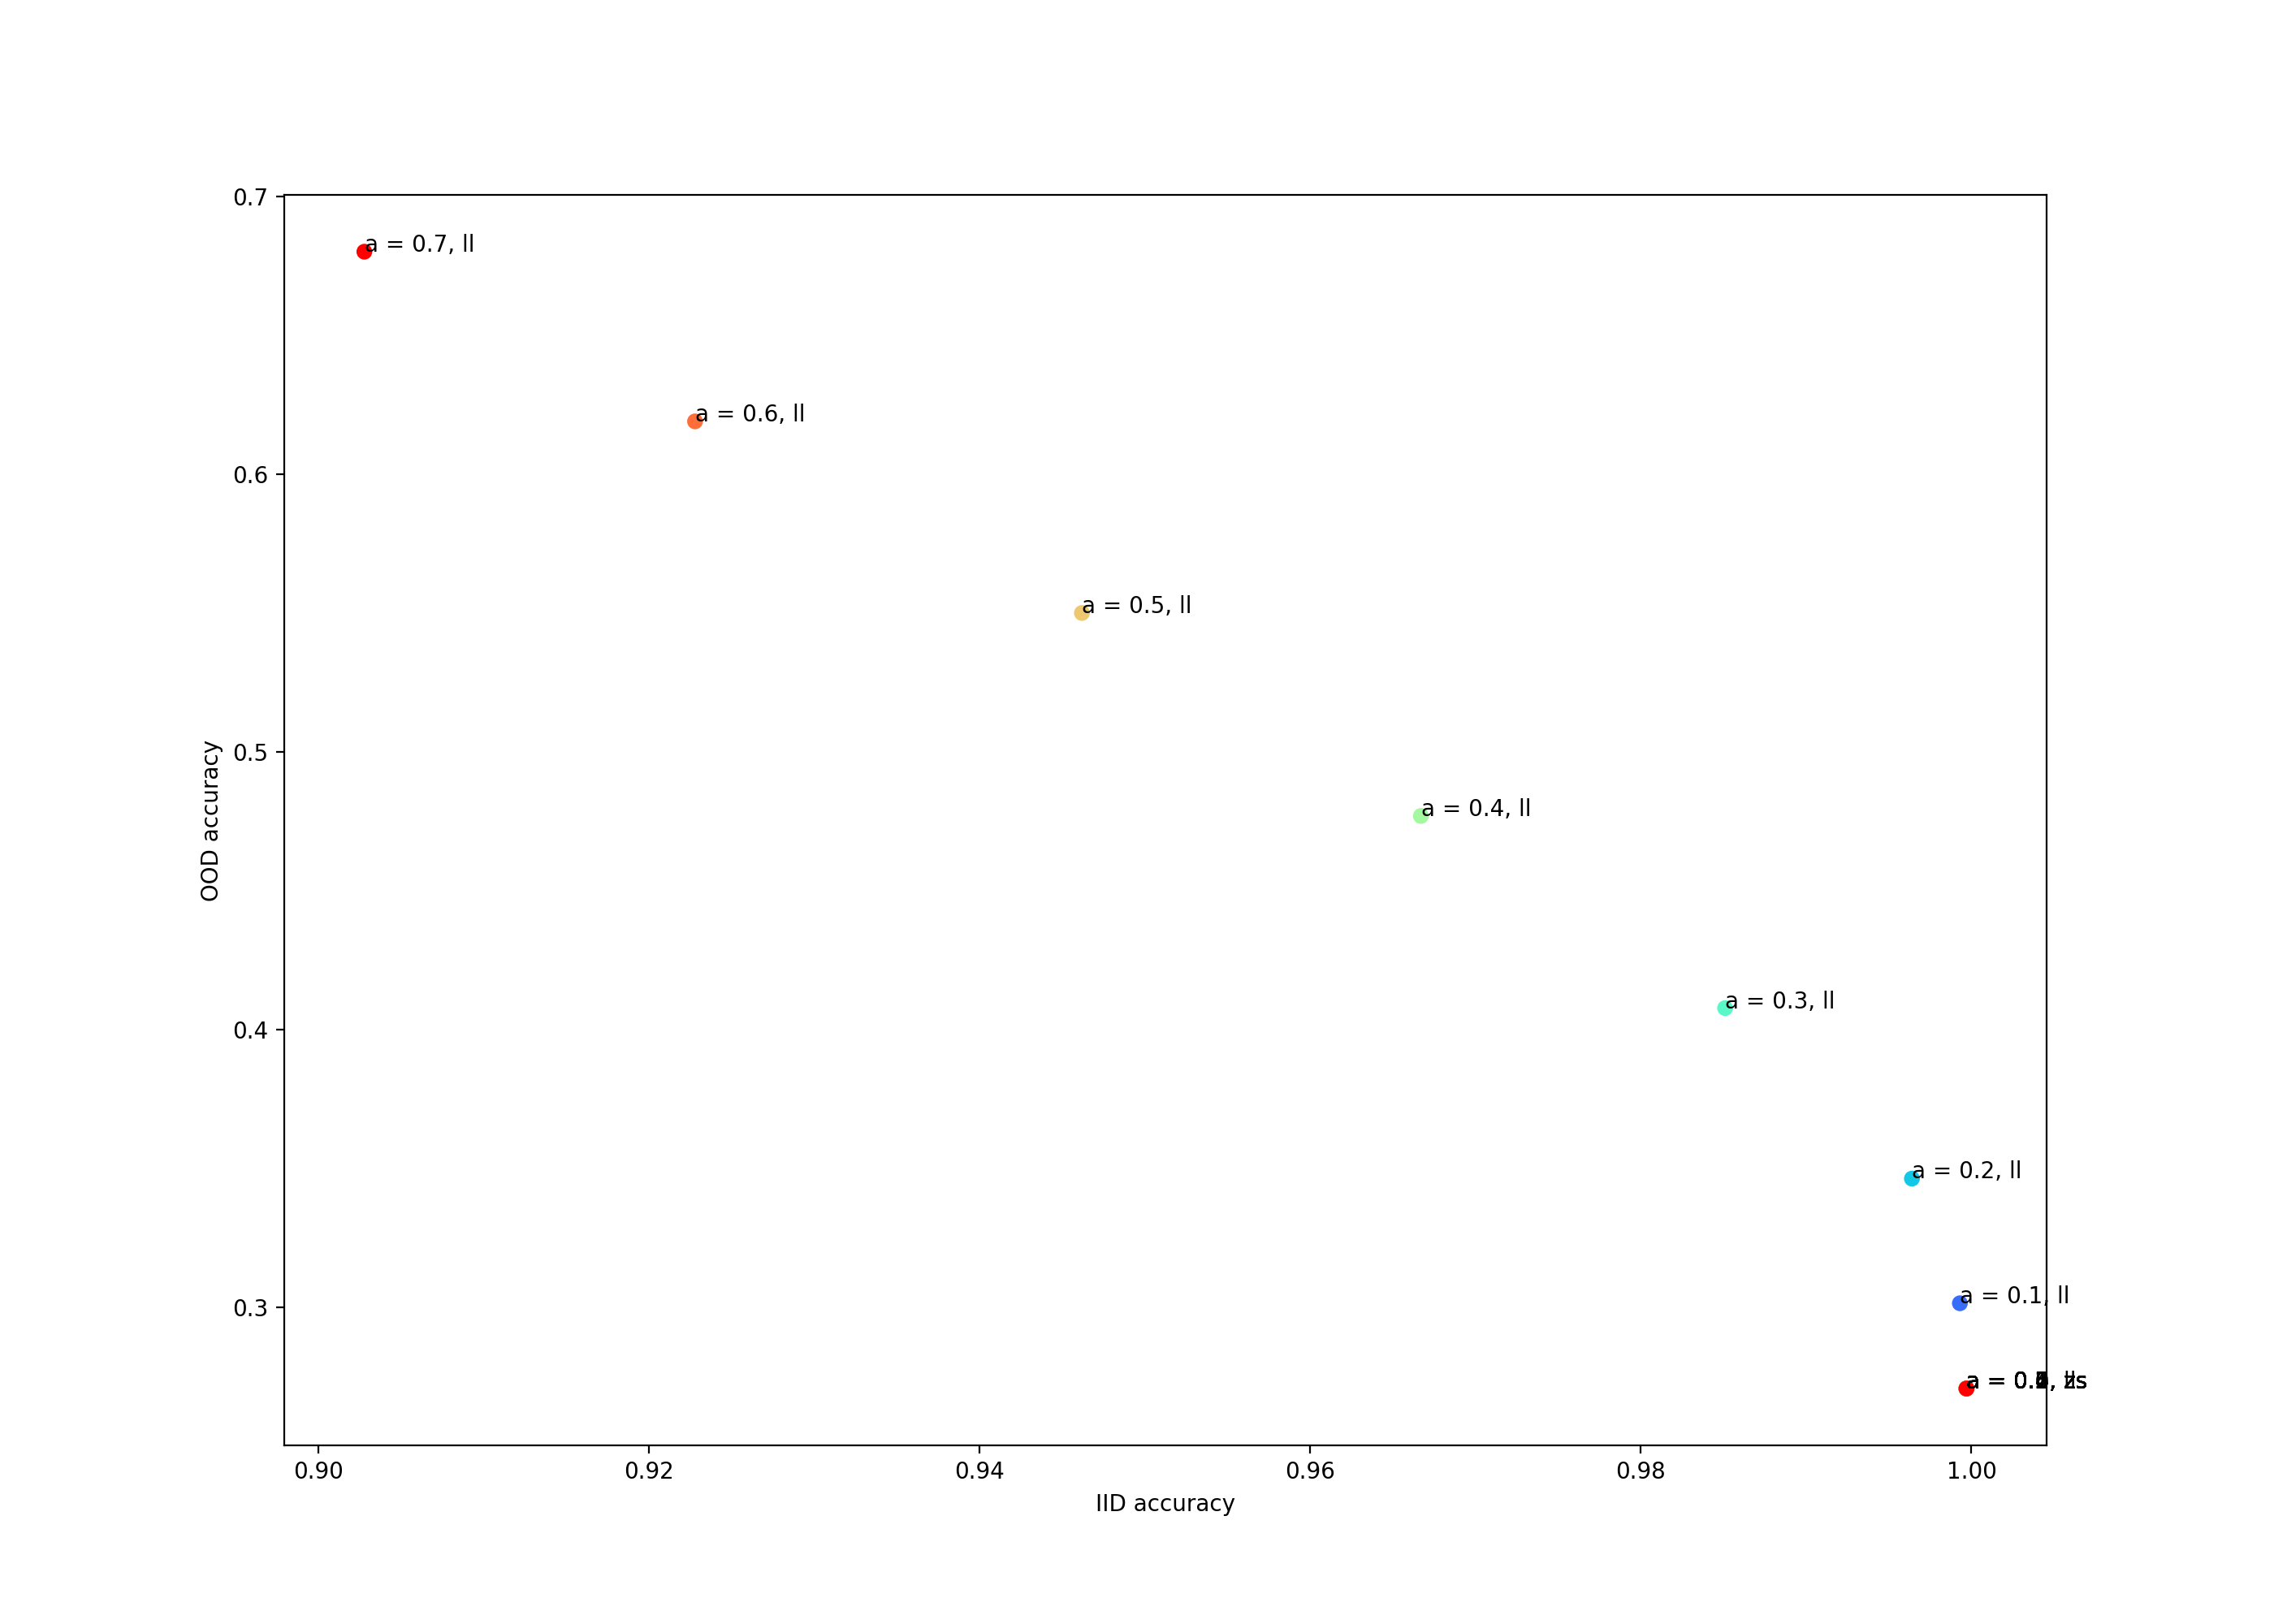 0.7
a = 0.7, ll
a = 0.6, ll
0.6
a = 0.5, ll
0.5
a = 0.4, ll
OOD accuracy
a = 0.3, ll
0.4
a = 0.2, ll
a = 0.1, ll
0.3
0.90 0.92 0.94 0.96 0.98 1.00
IID accuracy